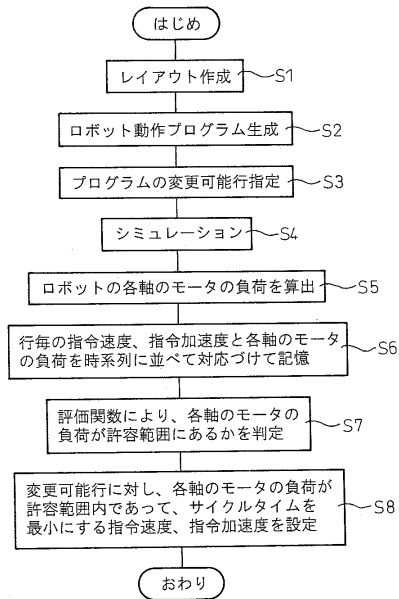 はじめ
レイアウト作成
S1
ロボット動作プログラム生成
S2
プログラムの変更可能行指定
S3
シミュレーション
S4
ロボットの各軸のモータの負荷を算出
S5
行毎の指令速度、指令加速度と各軸のモータ
の負荷を時系列に並べて対応づけて記憶
S6
評価関数により、各軸のモータの
負荷が許容範囲にあるかを判定
S7
変更可能行に対し、各軸のモータの負荷が
許容範囲内であって、サイクルタイムを
最小にする指令速度、指令加速度を設定
S8
おわり